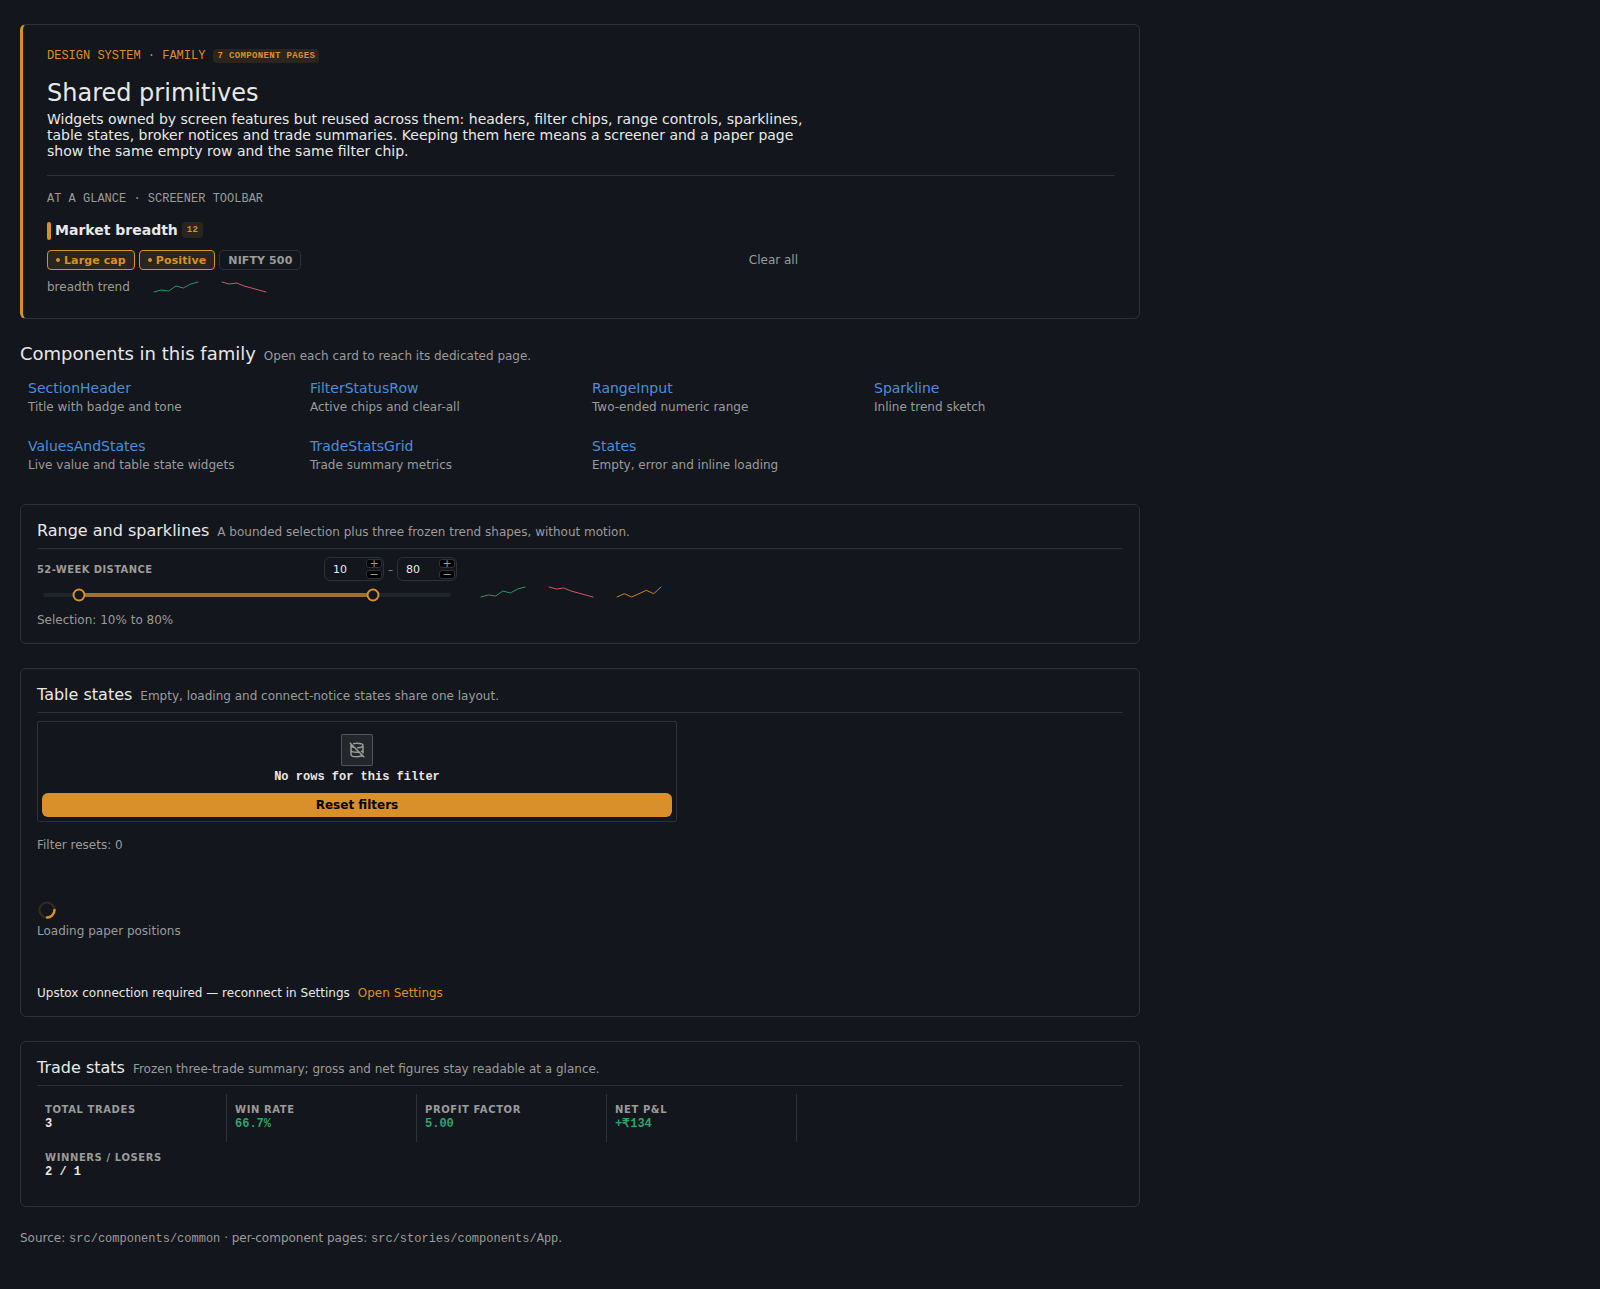 DESIGN SYSTEM · FAMILY 7 COMPONENT PAGES
Shared primitives
Widgets owned by screen features but reused across them: headers, filter chips, range controls, sparklines,
table states, broker notices and trade summaries. Keeping them here means a screener and a paper page
show the same empty row and the same filter chip.
AT A GLANCE · SCREENER TOOLBAR
Market breadth 12
• Large cap • Positive NIFTY 500 Clear all
breadth trend
Components in this family Open each card to reach its dedicated page.
SectionHeader FilterStatusRow RangeInput Sparkline
Title with badge and tone Active chips and clear-all Two-ended numeric range Inline trend sketch
ValuesAndStates TradeStatsGrid States
Live value and table state widgets Trade summary metrics Empty, error and inline loading
Range and sparklines A bounded selection plus three frozen trend shapes, without motion.
52-WEEK DISTANCE 10 + − – 80 + −
Selection: 10% to 80%
Table states Empty, loading and connect-notice states share one layout.
No rows for this filter
Reset filters
Filter resets: 0
Loading paper positions
Upstox connection required — reconnect in Settings Open Settings
Trade stats Frozen three-trade summary; gross and net figures stay readable at a glance.
TOTAL TRADES WIN RATE PROFIT FACTOR NET P&L
3 66.7% 5.00 +₹134
WINNERS / LOSERS
2 / 1
Source: src/components/common · per-component pages: src/stories/components/App.